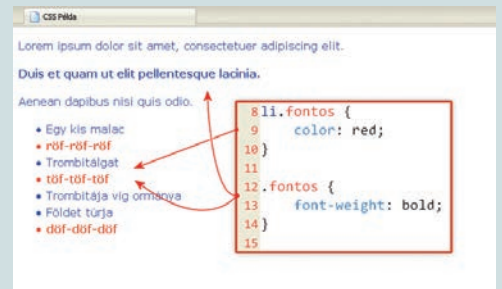 CSS Példa
Lorem ipsum dolor sit amet, consectetuer adipiscing elit.
Duis et quam ut elit pellentesque lacinia.
Aenean dapibus nisi quis odio.
• Egy kis malac
• röf-röf-röf
• Trombitálgat
• töf-töf-töf
• Trombitája víg ormánya
• Földet túrja
• döf-döf-döf
8 li.fontos {
9 color: red;
10 }
11
12 .fontos {
13 font-weight: bold;
14 }
15